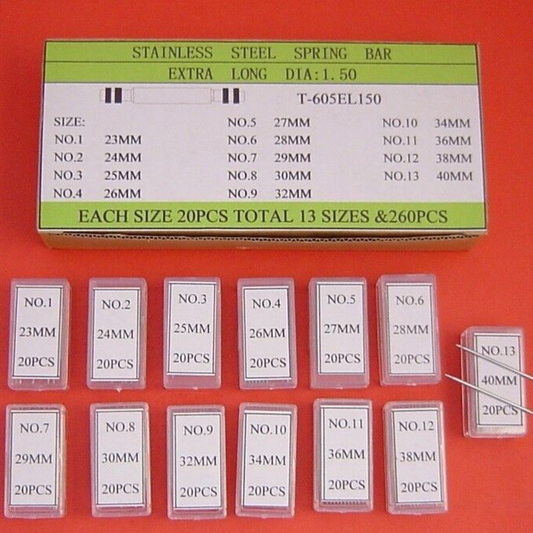 STAINLESS STEEL SPRING BAR
EXTRA LONG DIA:1.50
T-605EL150
SIZE: NO.5 27MM NO.10 34MM
NO.1 23MM NO.6 28MM NO.11 36MM
NO.2 24MM NO.7 29MM NO.12 38MM
NO.3 25MM NO.8 30MM NO.13 40MM
NO.4 26MM NO.9 32MM
EACH SIZE 20PCS TOTAL 13 SIZES &260PCS
NO.1
23MM
20PCS
NO.2
24MM
20PCS
NO.3
25MM
20PCS
NO.4
26MM
20PCS
NO.5
27MM
20PCS
NO.6
28MM
20PCS
NO.13
40MM
20PCS
NO.7
29MM
20PCS
NO.8
30MM
20PCS
NO.9
32MM
20PCS
NO.10
34MM
20PCS
NO.11
36MM
20PCS
NO.12
38MM
20PCS